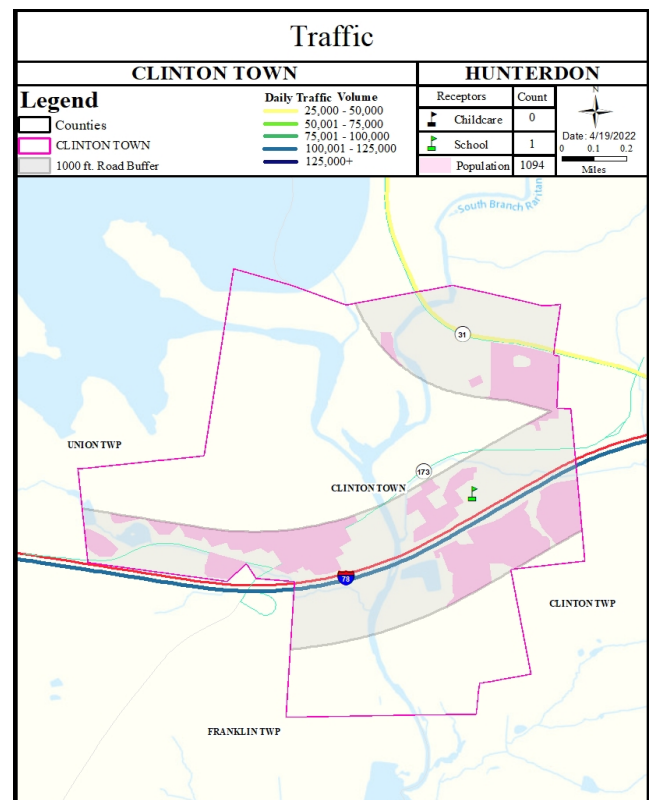 Traffic
CLINTON TOWN
HUNTERDON
Legend
Counties
CLINTON TOWN
1000 ft. Road Buffer
Daily Traffic Volume
25,000 - 50,000
50,001 - 75,000
75,001 - 100,000
100,001 - 125,000
125,000+
Receptors Count
Childcare 0
School 1
Population 1094
N
Date: 4/19/2022
0 0.1 0.2
Miles
South Branch Raritan
31
UNION TWP
173
CLINTON TOWN
78
CLINTON TWP
FRANKLIN TWP